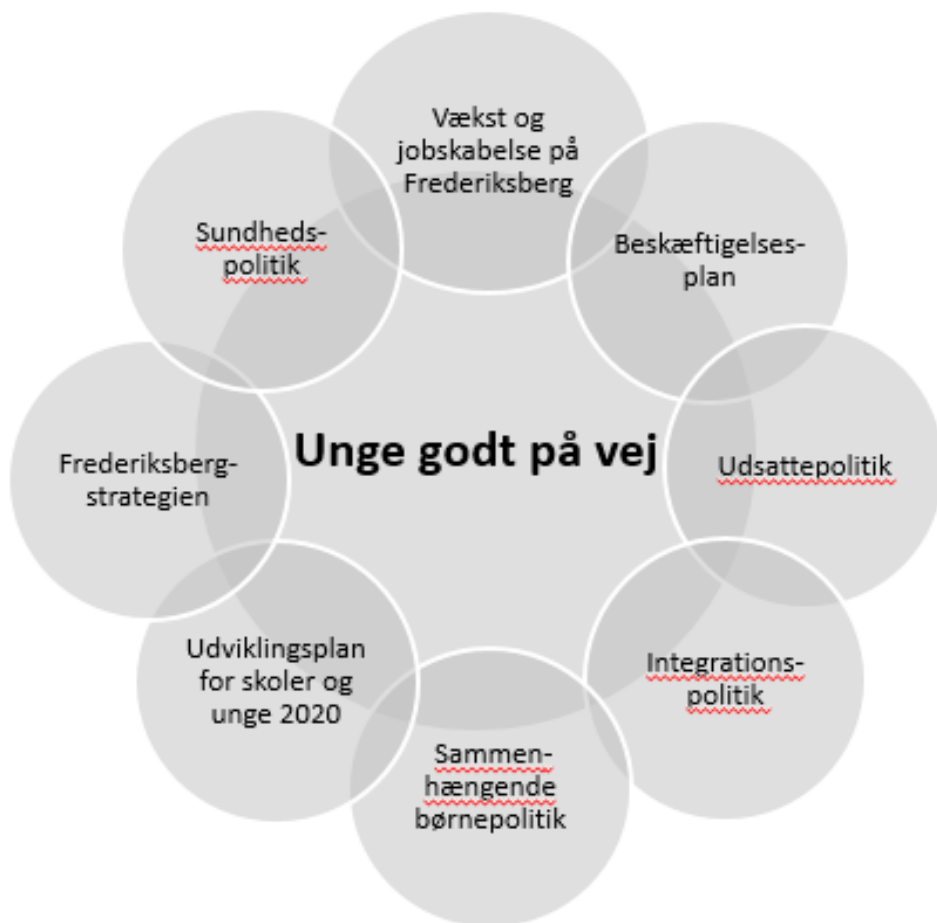 Vækst og
jobskabelse på
Frederiksberg
Beskæftigelses-
plan
Udsattepolitik
Integrations-
politik
Sammen-
hængende
børnepolitik
Udviklingsplan
for skoler og
unge 2020
Frederiksberg-
strategien
Sundheds-
politik
Unge godt på vej